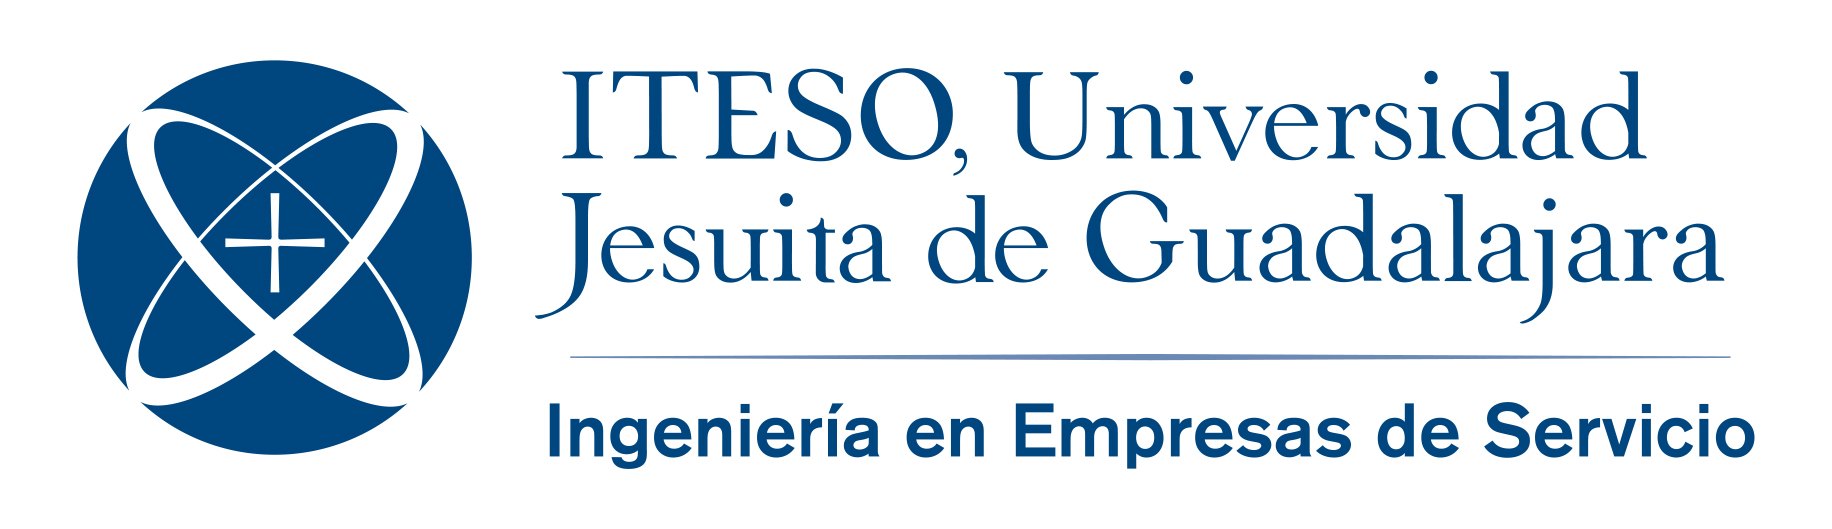 ITESO, Universidad
Jesuita de Guadalajara
Ingeniería en Empresas de Servicio